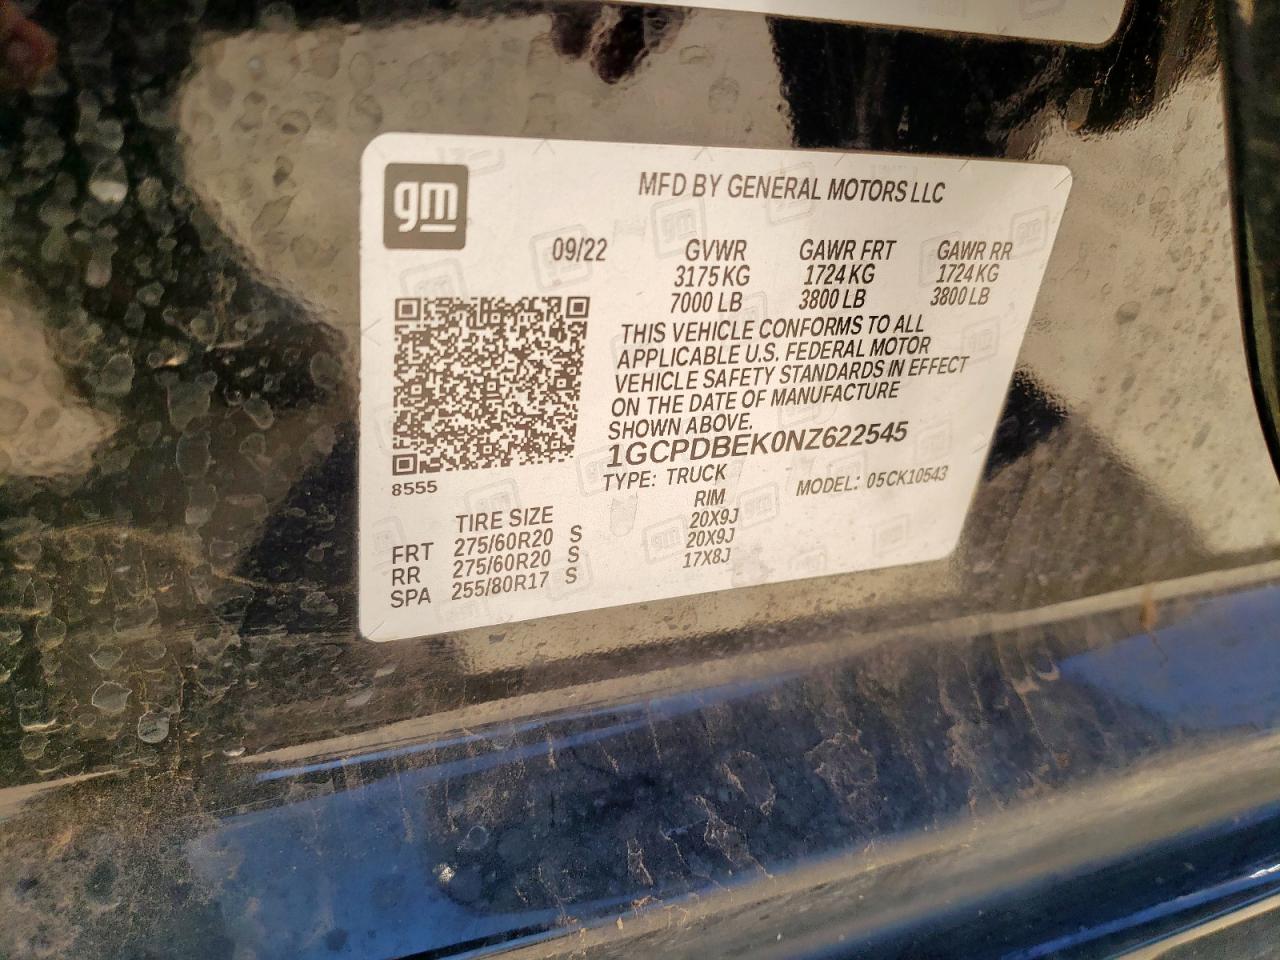 gm
MFD BY GENERAL MOTORS LLC
09/22 GVWR GAWR FRT GAWR RR
3175 KG 1724 KG 1724 KG
7000 LB 3800 LB 3800 LB
THIS VEHICLE CONFORMS TO ALL
APPLICABLE U.S. FEDERAL MOTOR
VEHICLE SAFETY STANDARDS IN EFFECT
ON THE DATE OF MANUFACTURE
SHOWN ABOVE.
1GCPDBEK0NZ622545
8555
TYPE: TRUCK MODEL: 05CK10543
TIRE SIZE RIM
FRT 275/60R20 S 20X9J
RR 275/60R20 S 20X9J
SPA 255/80R17 S 17X8J